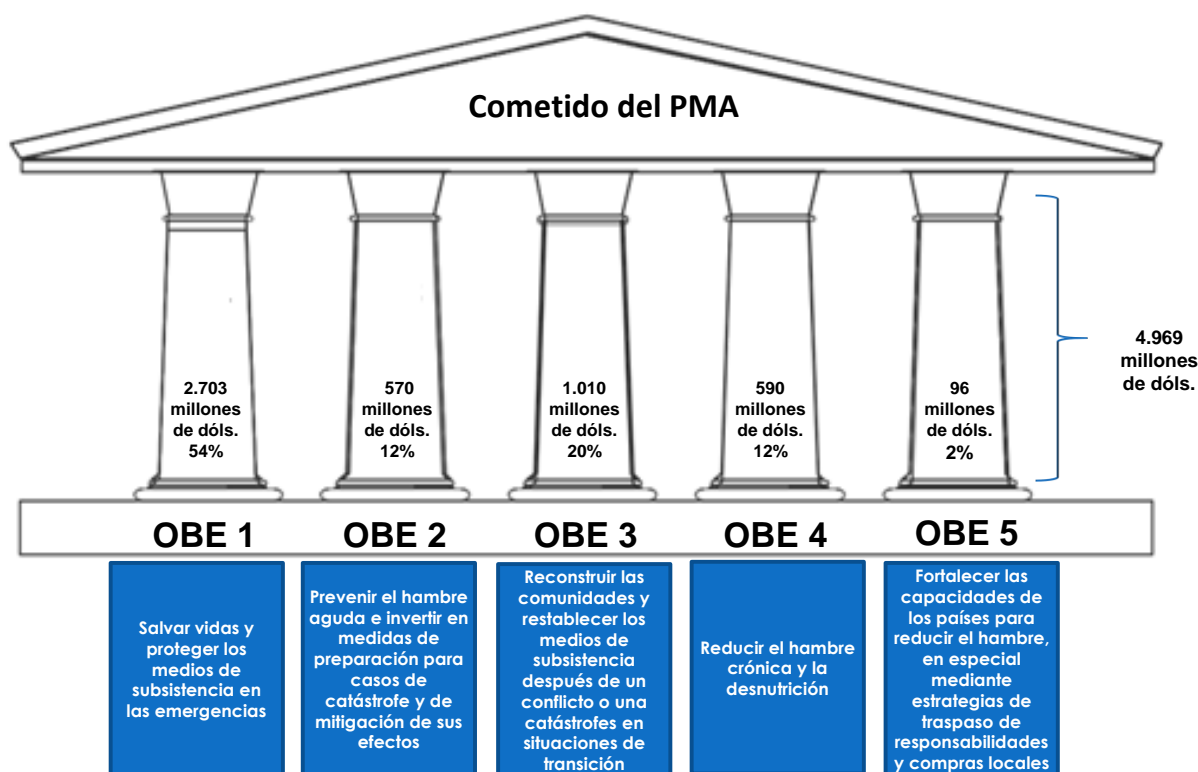 Cometido del PMA
2.703
millones
de dóls.
54%
570
millones
de dóls.
12%
1.010
millones
de dóls.
20%
590
millones
de dóls.
12%
96
millones
de dóls.
2%
4.969
millones
de dóls.
OBE 1
OBE 2
OBE 3
OBE 4
OBE 5
Salvar vidas y
proteger los
medios de
subsistencia en
las emergencias
Prevenir el hambre
aguda e invertir en
medidas de
preparación para
casos de
catástrofe y de
mitigación de sus
efectos
Reconstruir las
comunidades y
restablecer los
medios de
subsistencia
después de un
conflicto o una
catástrofes en
situaciones de
transición
Reducir el hambre
crónica y la
desnutrición
Fortalecer las
capacidades de
los países para
reducir el hambre,
en especial
mediante
estrategias de
traspaso de
responsabilidades
y compras locales